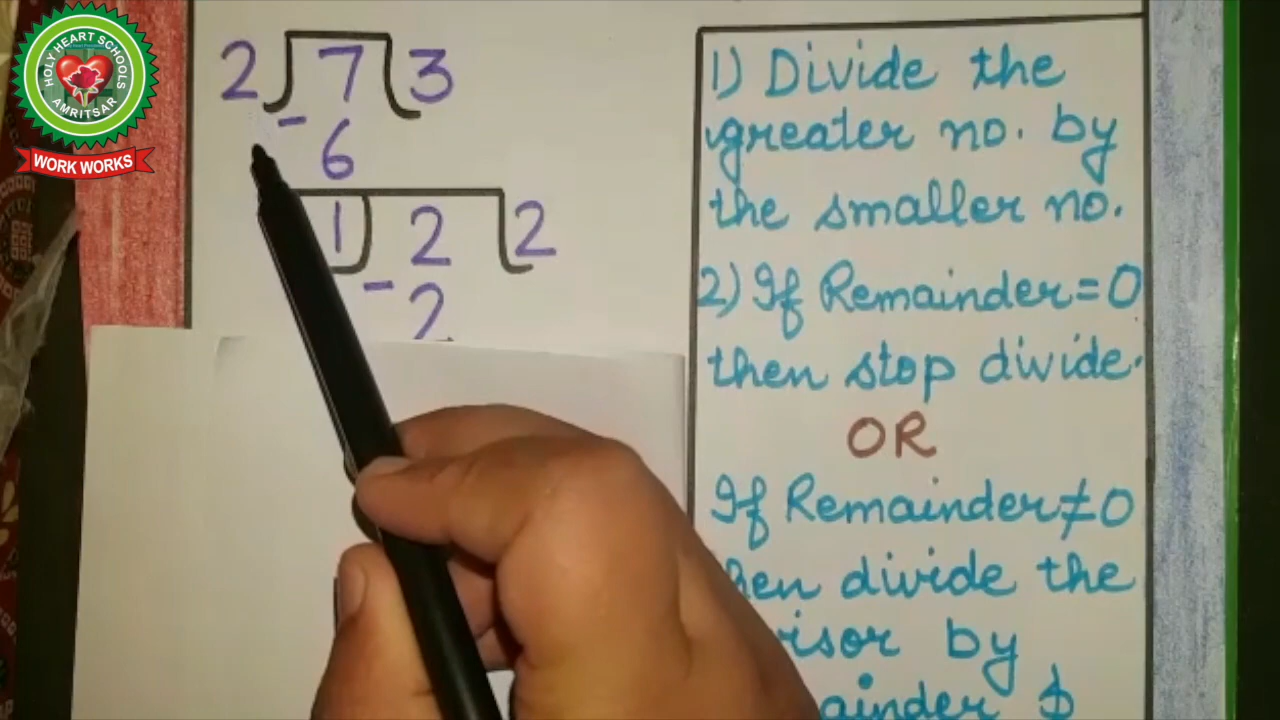 HOLY HEART SCHOOLS
AMRITSAR
WORK WORKS
2 7 3
- 6
1 2 2
- 2
1) Divide the
greater no. by
the smaller no.
2) If Remainder=0
then stop divide.
OR
If Remainder≠0
divide the
by